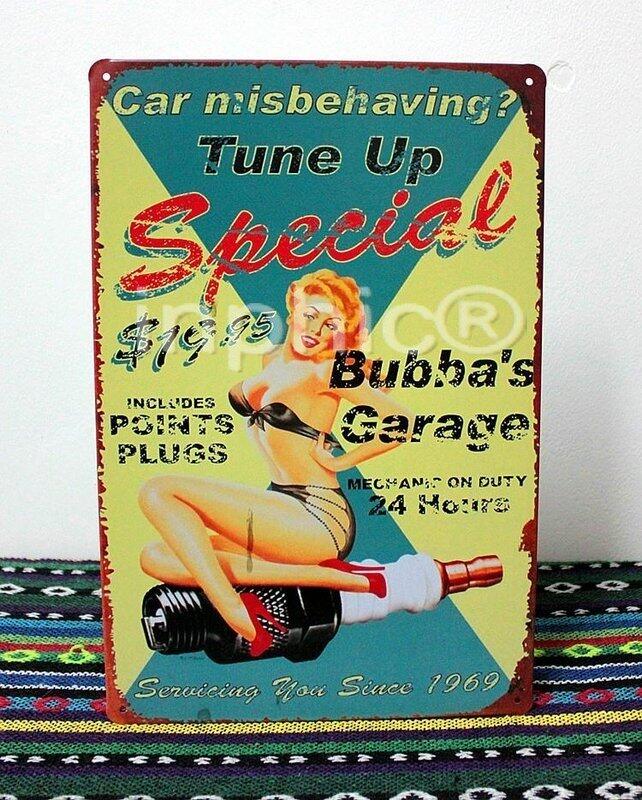 Car misbehaving?
Tune Up
Special
$19.95
inphic®
Bubba's
Garage
INCLUDES
POINTS
PLUGS
MECHANIC ON DUTY
24 Hours
Servicing You Since 1969